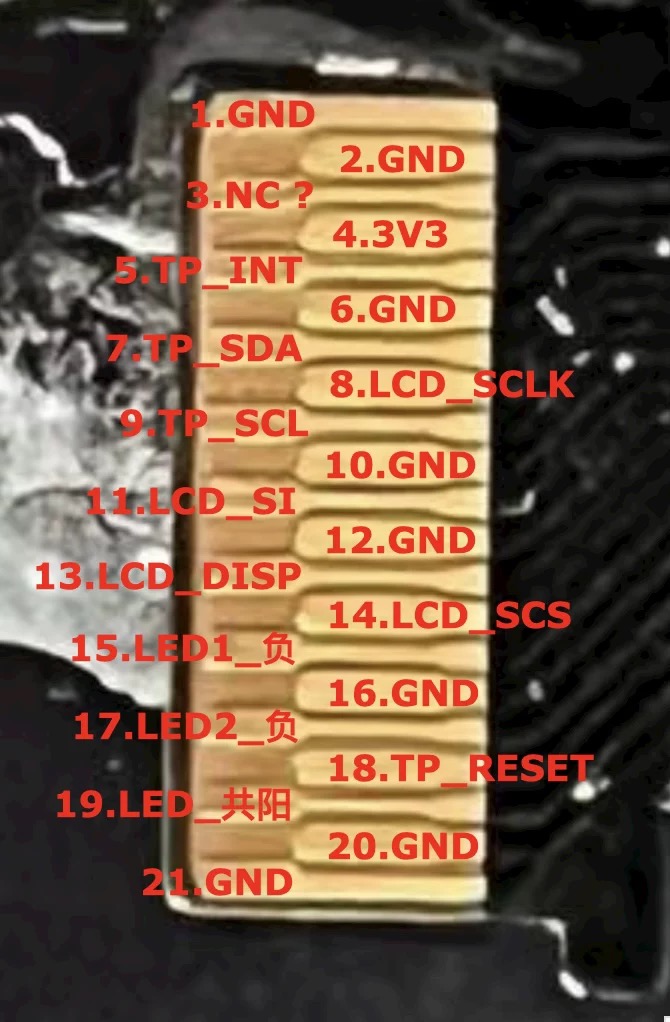 1.GND
2.GND
3.NC ?
4.3V3
5.TP_INT
6.GND
7.TP_SDA
8.LCD_SCLK
9.TP_SCL
10.GND
11.LCD_SI
12.GND
13.LCD_DISP
14.LCD_SCS
15.LED1_负
16.GND
17.LED2_负
18.TP_RESET
19.LED_共阳
20.GND
21.GND